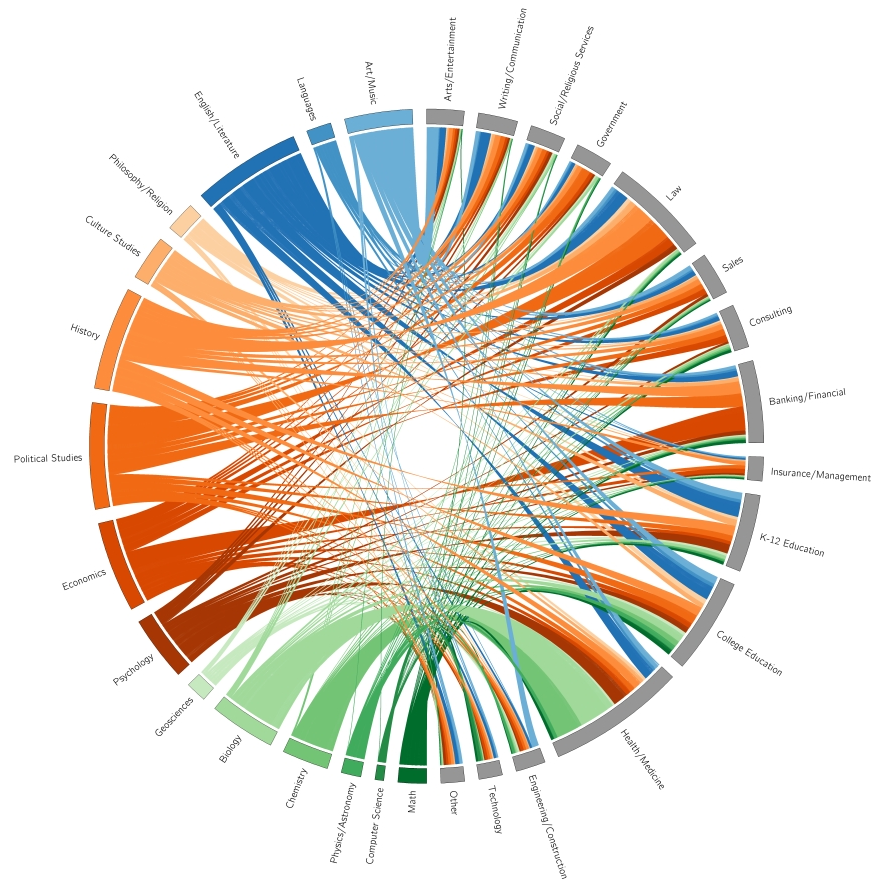 Arts/Entertainment
Writing/Communication
Social/Religious Services
Government
Law
Sales
Consulting
Banking/Financial
Insurance/Management
K-12 Education
College Education
Health/Medicine
Engineering/Construction
Technology
Other
Math
Computer Science
Physics/Astronomy
Chemistry
Biology
Geosciences
Psychology
Economics
Political Studies
History
Culture Studies
Philosophy/Religion
English/Literature
Languages
Art/Music